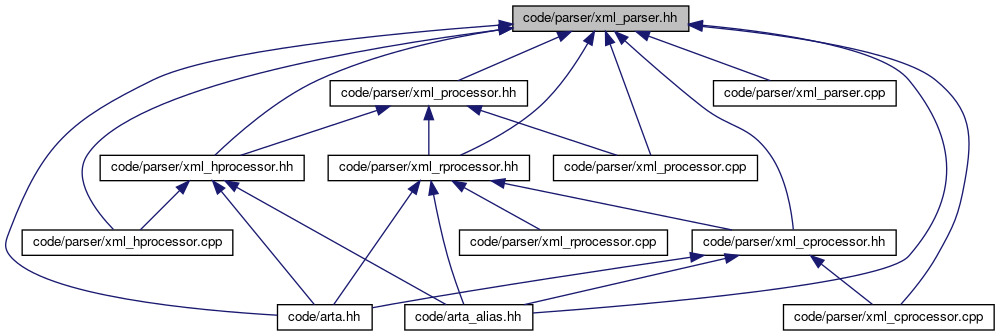 code/parser/xml_parser.hh
code/parser/xml_processor.hh
code/parser/xml_parser.cpp
code/parser/xml_hprocessor.hh
code/parser/xml_rprocessor.hh
code/parser/xml_processor.cpp
code/parser/xml_hprocessor.cpp
code/parser/xml_rprocessor.cpp
code/parser/xml_cprocessor.hh
code/arta.hh
code/arta_alias.hh
code/parser/xml_cprocessor.cpp